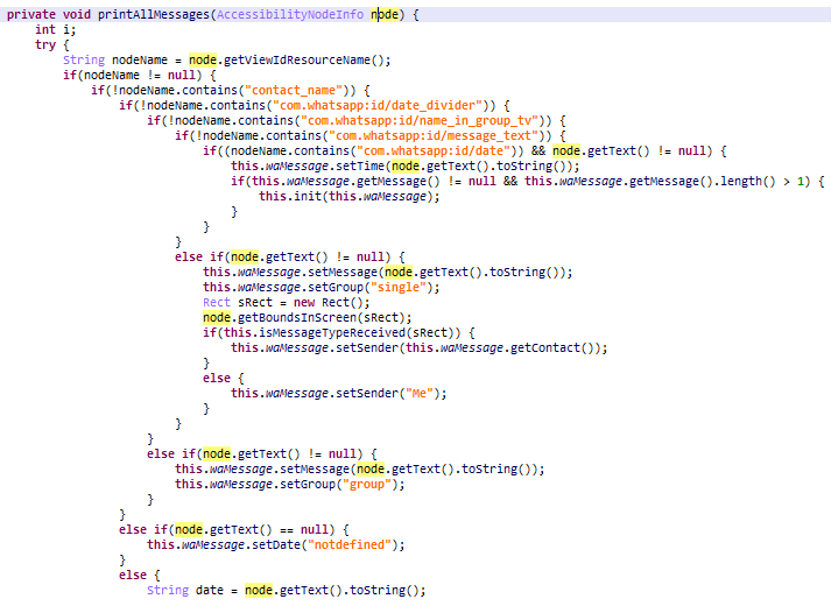 private void printAllMessages(AccessibilityNodeInfo node) {
int i;
try {
String nodeName = node.getViewIdResourceName();
if(nodeName != null) {
if(!nodeName.contains("contact_name")) {
if(!nodeName.contains("com.whatsapp:id/date_divider")) {
if(!nodeName.contains("com.whatsapp:id/name_in_group_tv")) {
if(!nodeName.contains("com.whatsapp:id/message_text")) {
if((nodeName.contains("com.whatsapp:id/date")) && node.getText() != null) {
this.waMessage.setTime(node.getText().toString());
if(this.waMessage.getMessage() != null && this.waMessage.getMessage().length() > 1) {
this.init(this.waMessage);
}
}
}
else if(node.getText() != null) {
this.waMessage.setMessage(node.getText().toString());
this.waMessage.setGroup("single");
Rect sRect = new Rect();
node.getBoundsInScreen(sRect);
if(this.isMessageTypeReceived(sRect)) {
this.waMessage.setSender(this.waMessage.getContact());
}
else {
this.waMessage.setSender("Me");
}
}
}
else if(node.getText() != null) {
this.waMessage.setMessage(node.getText().toString());
this.waMessage.setGroup("group");
}
}
else if(node.getText() == null) {
this.waMessage.setDate("notdefined");
}
else {
String date = node.getText().toString();